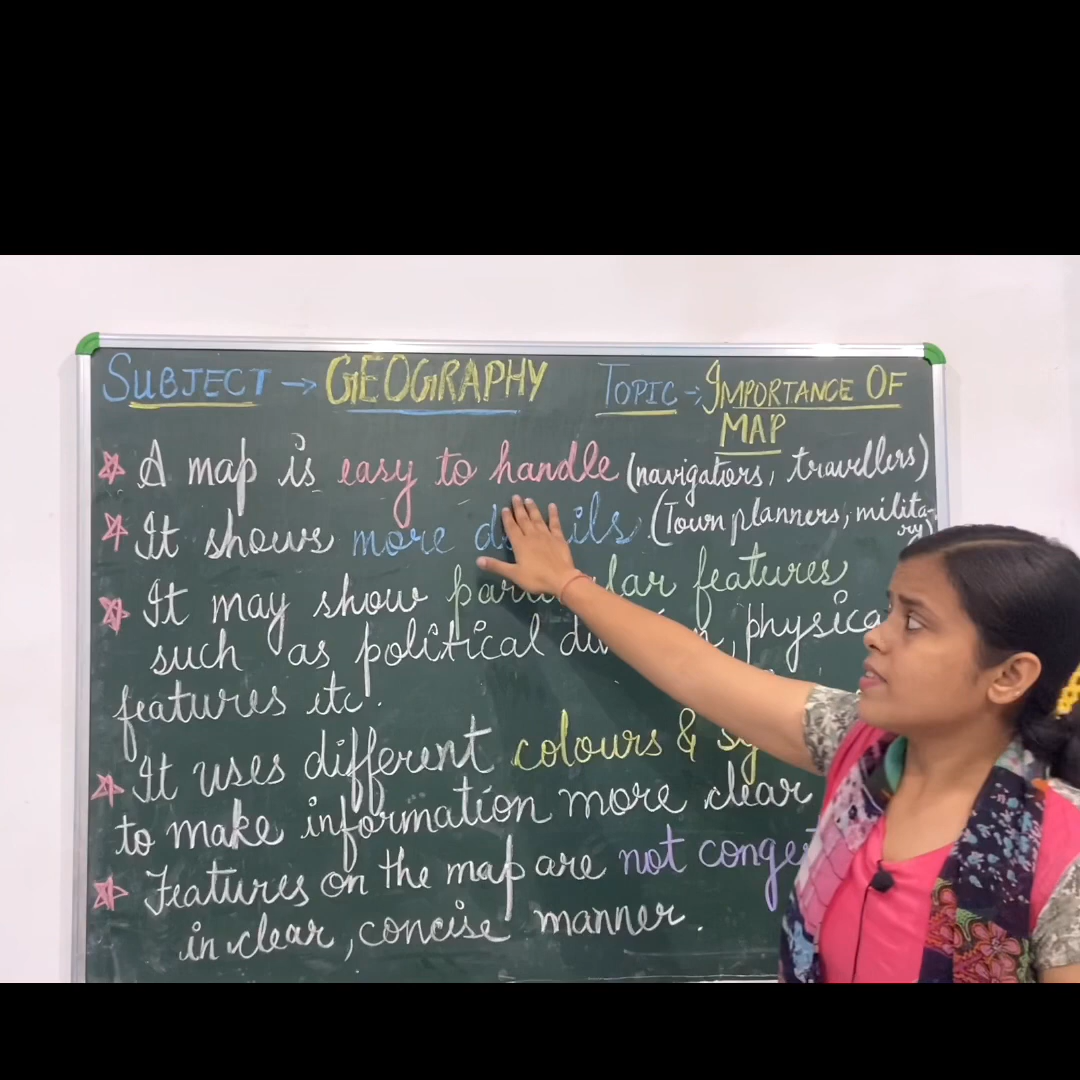 SUBJECT → GEOGRAPHY TOPIC → IMPORTANCE OF
MAP
A map is easy to handle (navigators, travellers)
It shows more details (Town planners, milita-
ry)
It may show particular features
such as political division, physical
features etc.
It uses different colours &
to make information more clear
Features on the map are not
in clear, concise manner.